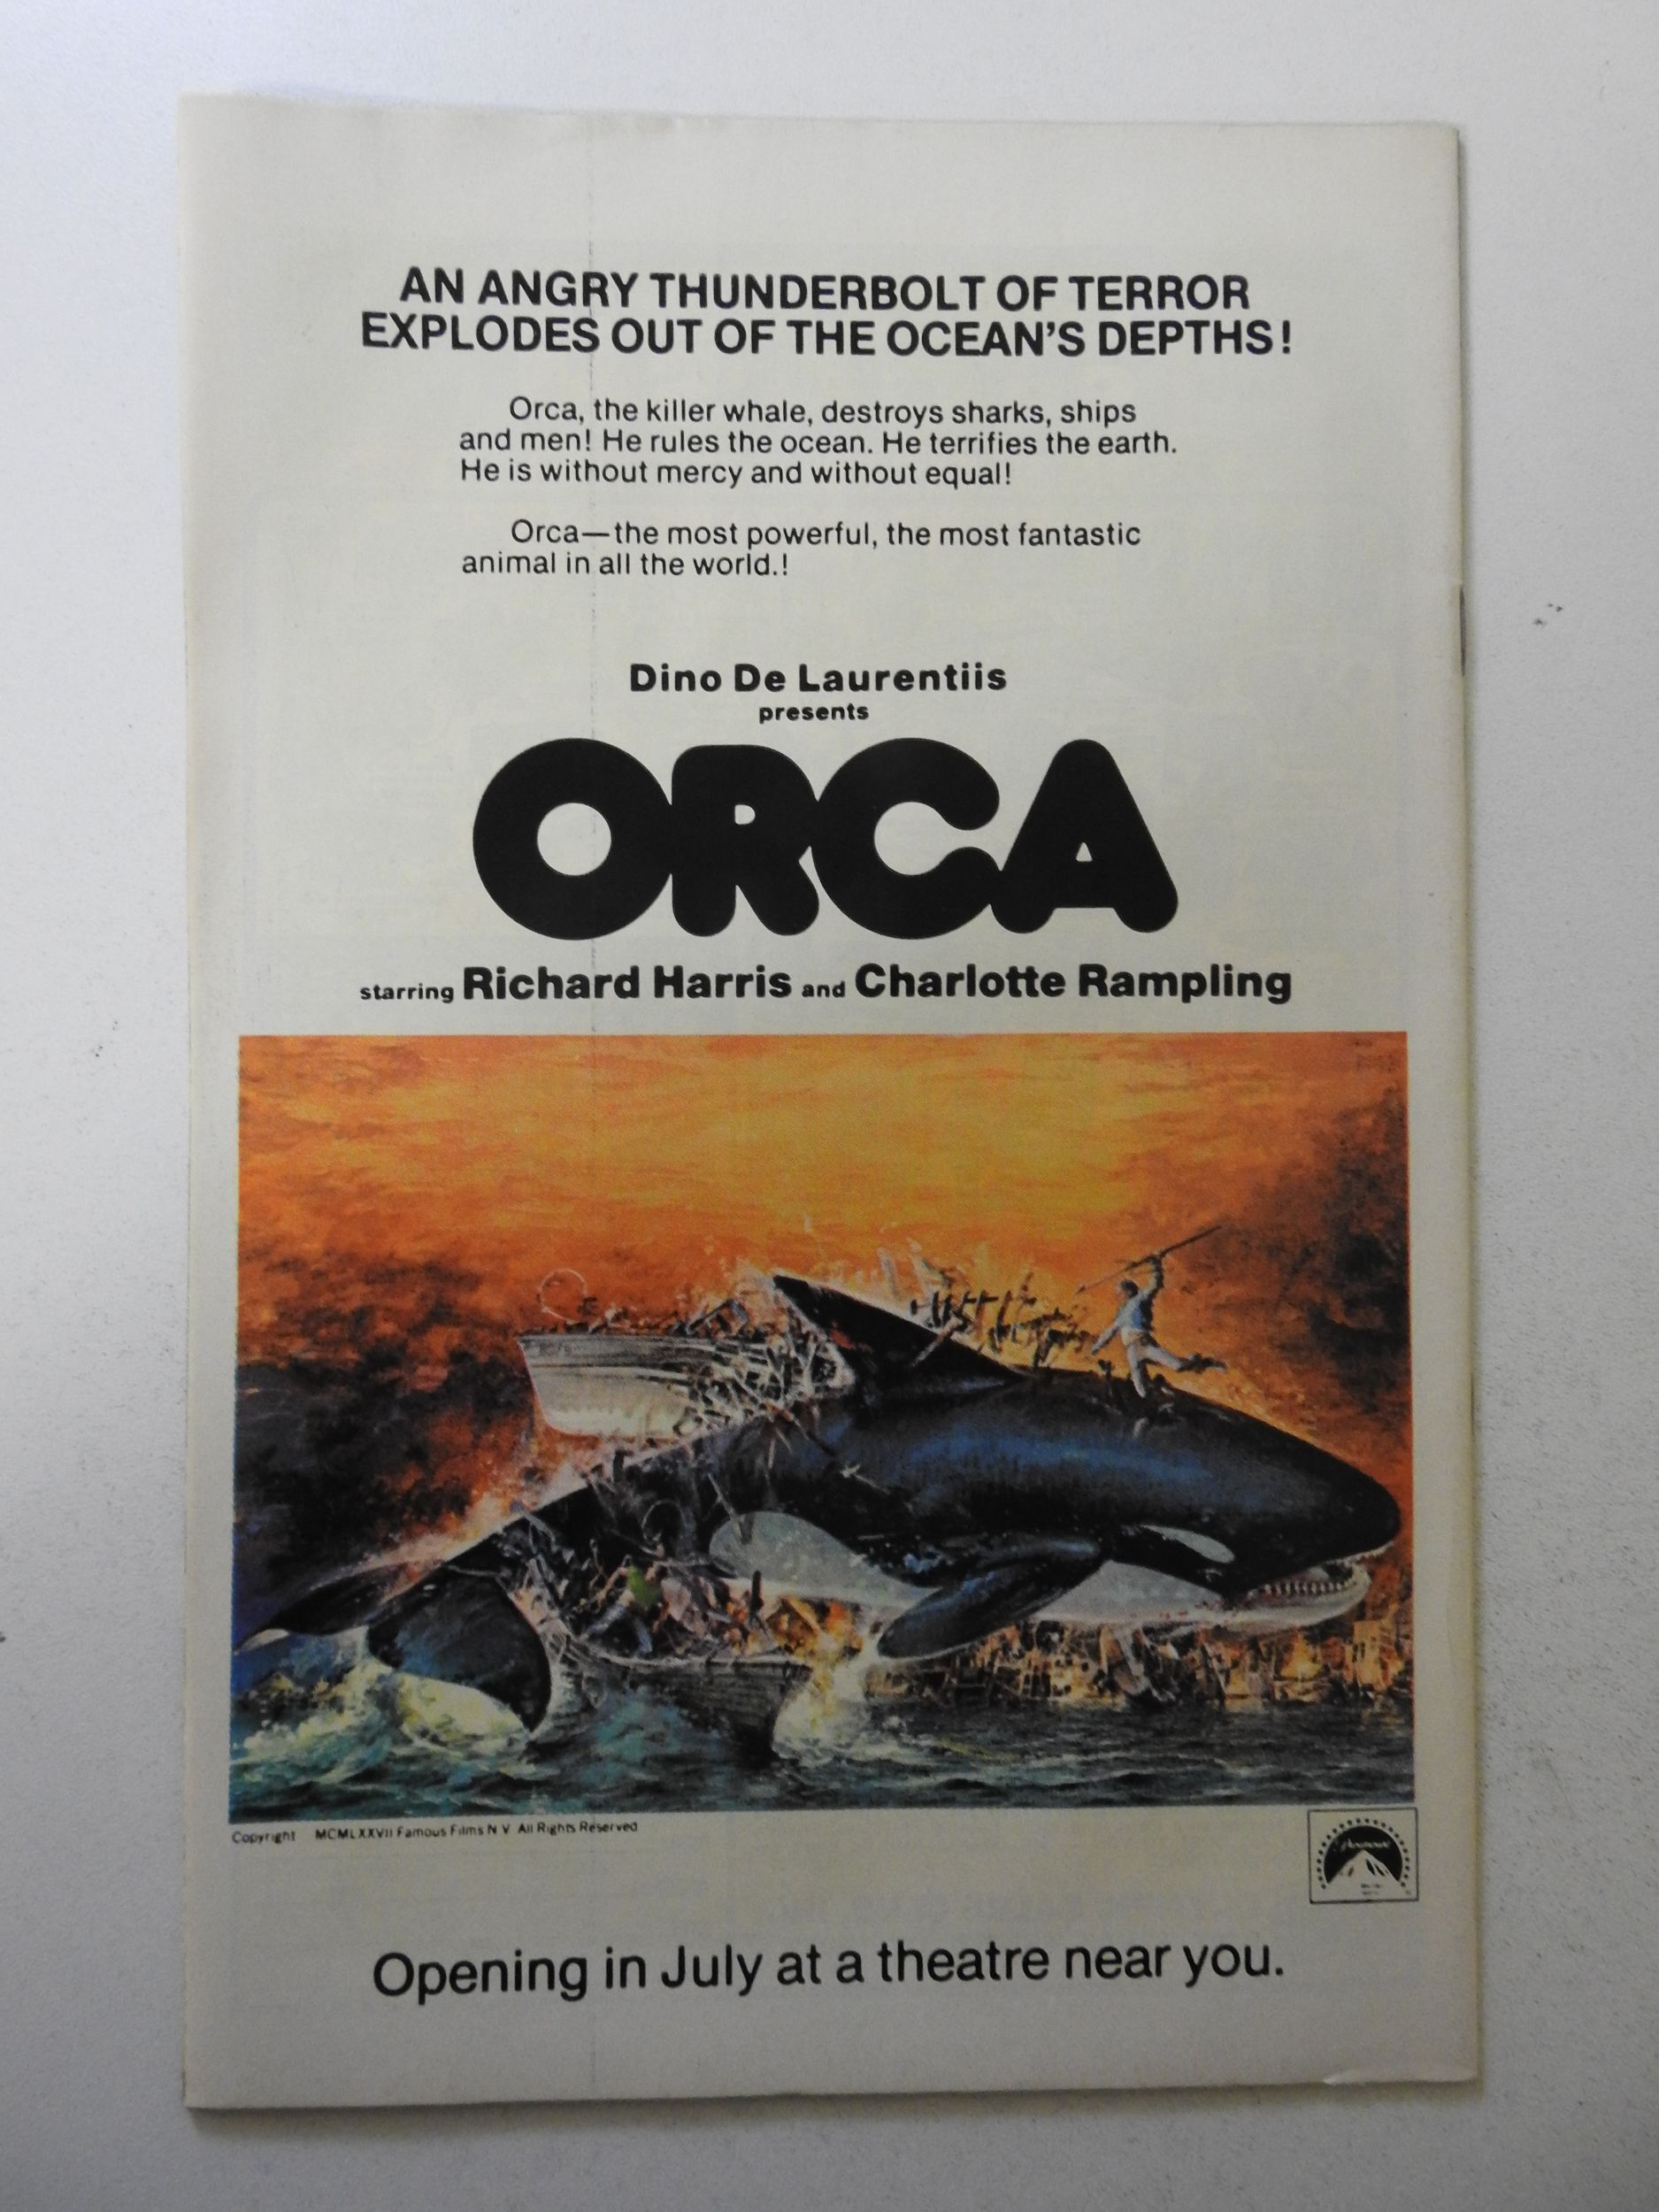 AN ANGRY THUNDERBOLT OF TERROR
EXPLODES OUT OF THE OCEAN'S DEPTHS!
Orca, the killer whale, destroys sharks, ships
and men! He rules the ocean. He terrifies the earth.
He is without mercy and without equal!
Orca—the most powerful, the most fantastic
animal in all the world.!
Dino De Laurentiis
presents
ORCA
starring Richard Harris and Charlotte Rampling
Copyright MCMLXXVII Famous Films N V All Rights Reserved
Paramount
Opening in July at a theatre near you.